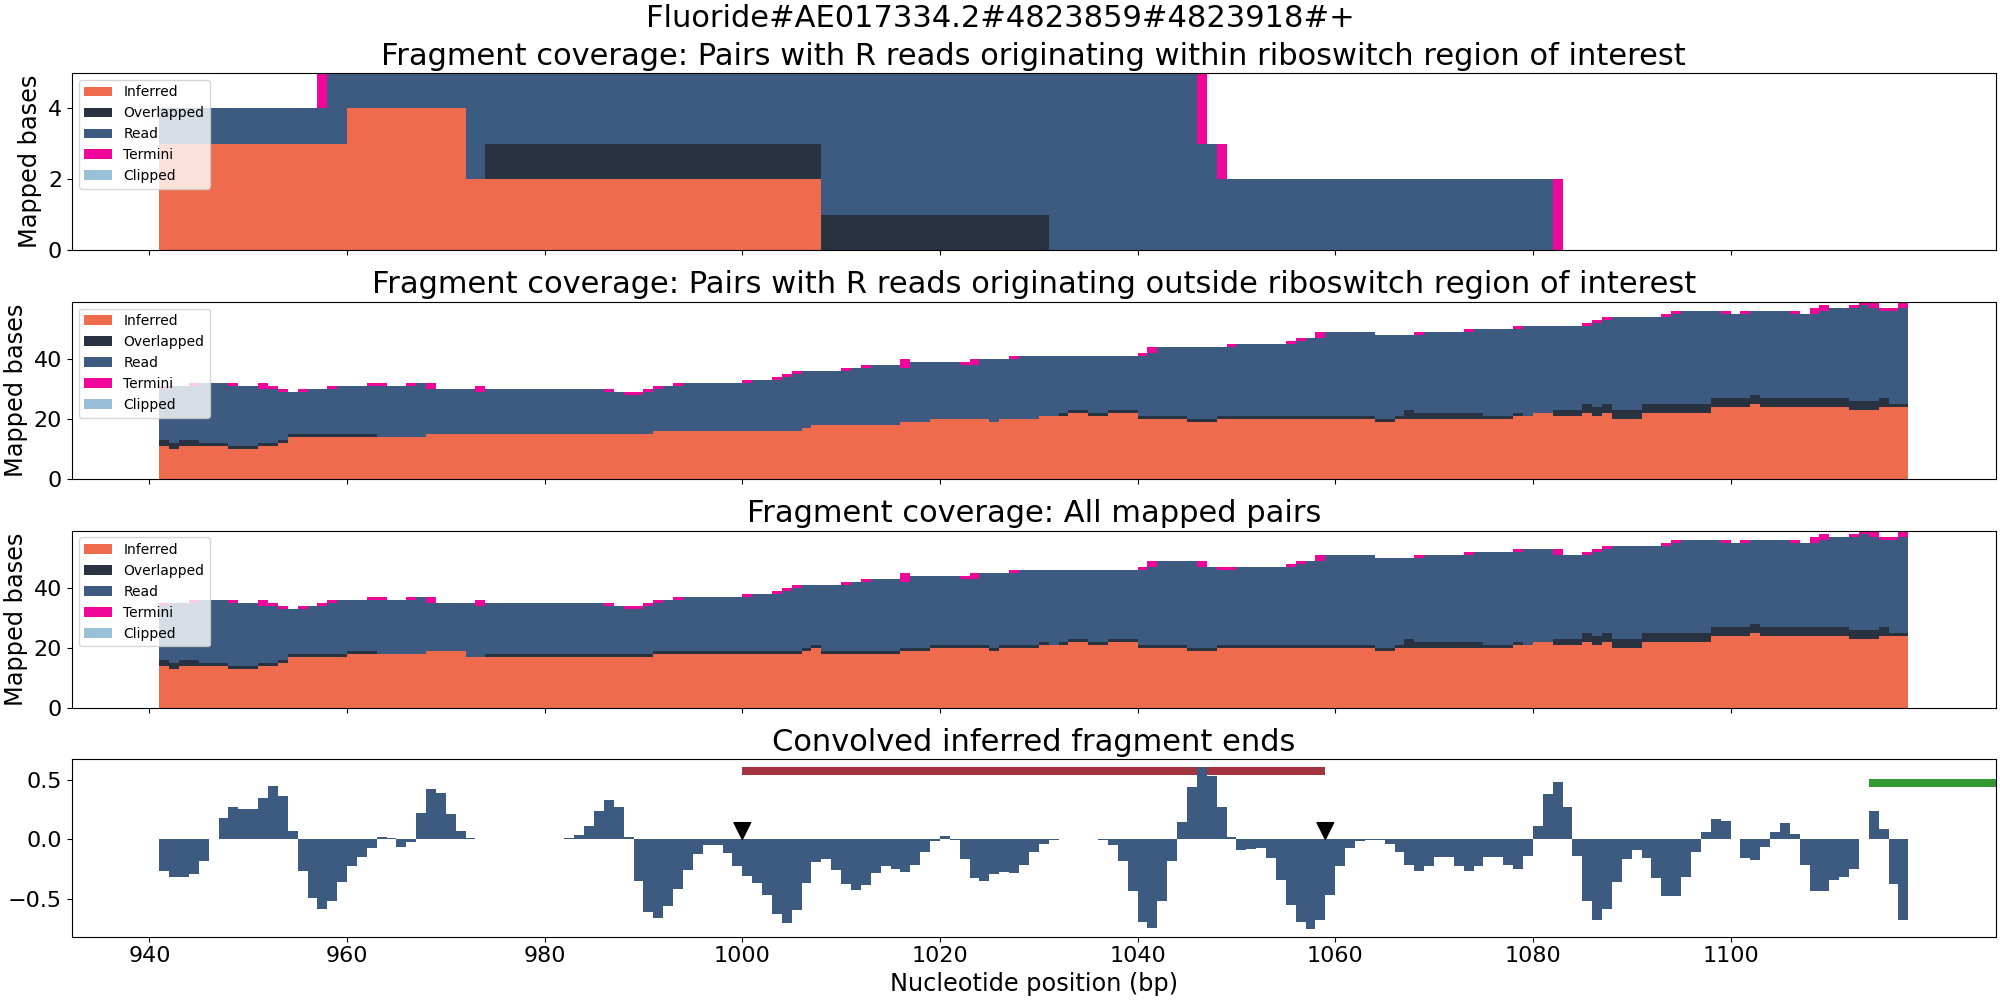 Fluoride#AE017334.2#4823859#4823918#+
Fragment coverage: Pairs with R reads originating within riboswitch region of interest
Mapped bases
4
2
0
Inferred
Overlapped
Read
Termini
Clipped
Fragment coverage: Pairs with R reads originating outside riboswitch region of interest
Mapped bases
40
20
0
Inferred
Overlapped
Read
Termini
Clipped
Fragment coverage: All mapped pairs
Mapped bases
40
20
0
Inferred
Overlapped
Read
Termini
Clipped
Convolved inferred fragment ends
0.5
0.0
−0.5
940 960 980 1000 1020 1040 1060 1080 1100
Nucleotide position (bp)